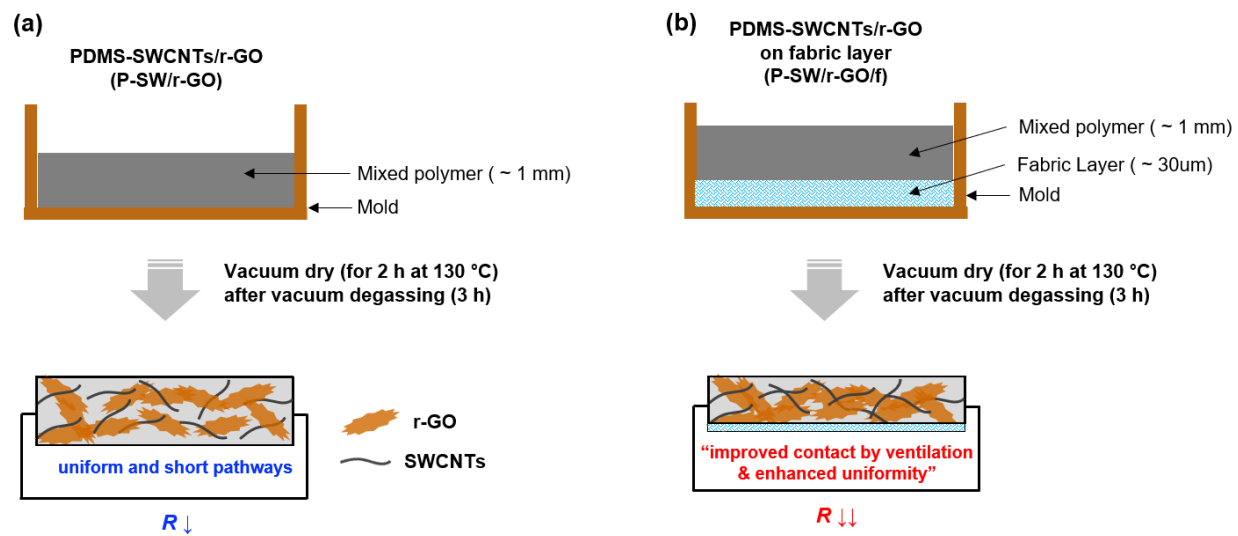 (a)
PDMS-SWCNTs/r-GO
(P-SW/r-GO)
Mixed polymer ( ~ 1 mm)
Mold
Vacuum dry (for 2 h at 130 °C)
after vacuum degassing (3 h)
r-GO
SWCNTs
uniform and short pathways
R ↓
(b)
PDMS-SWCNTs/r-GO
on fabric layer
(P-SW/r-GO/f)
Mixed polymer ( ~ 1 mm)
Fabric Layer ( ~ 30um)
Mold
Vacuum dry (for 2 h at 130 °C)
after vacuum degassing (3 h)
“improved contact by ventilation
& enhanced uniformity”
R ↓↓